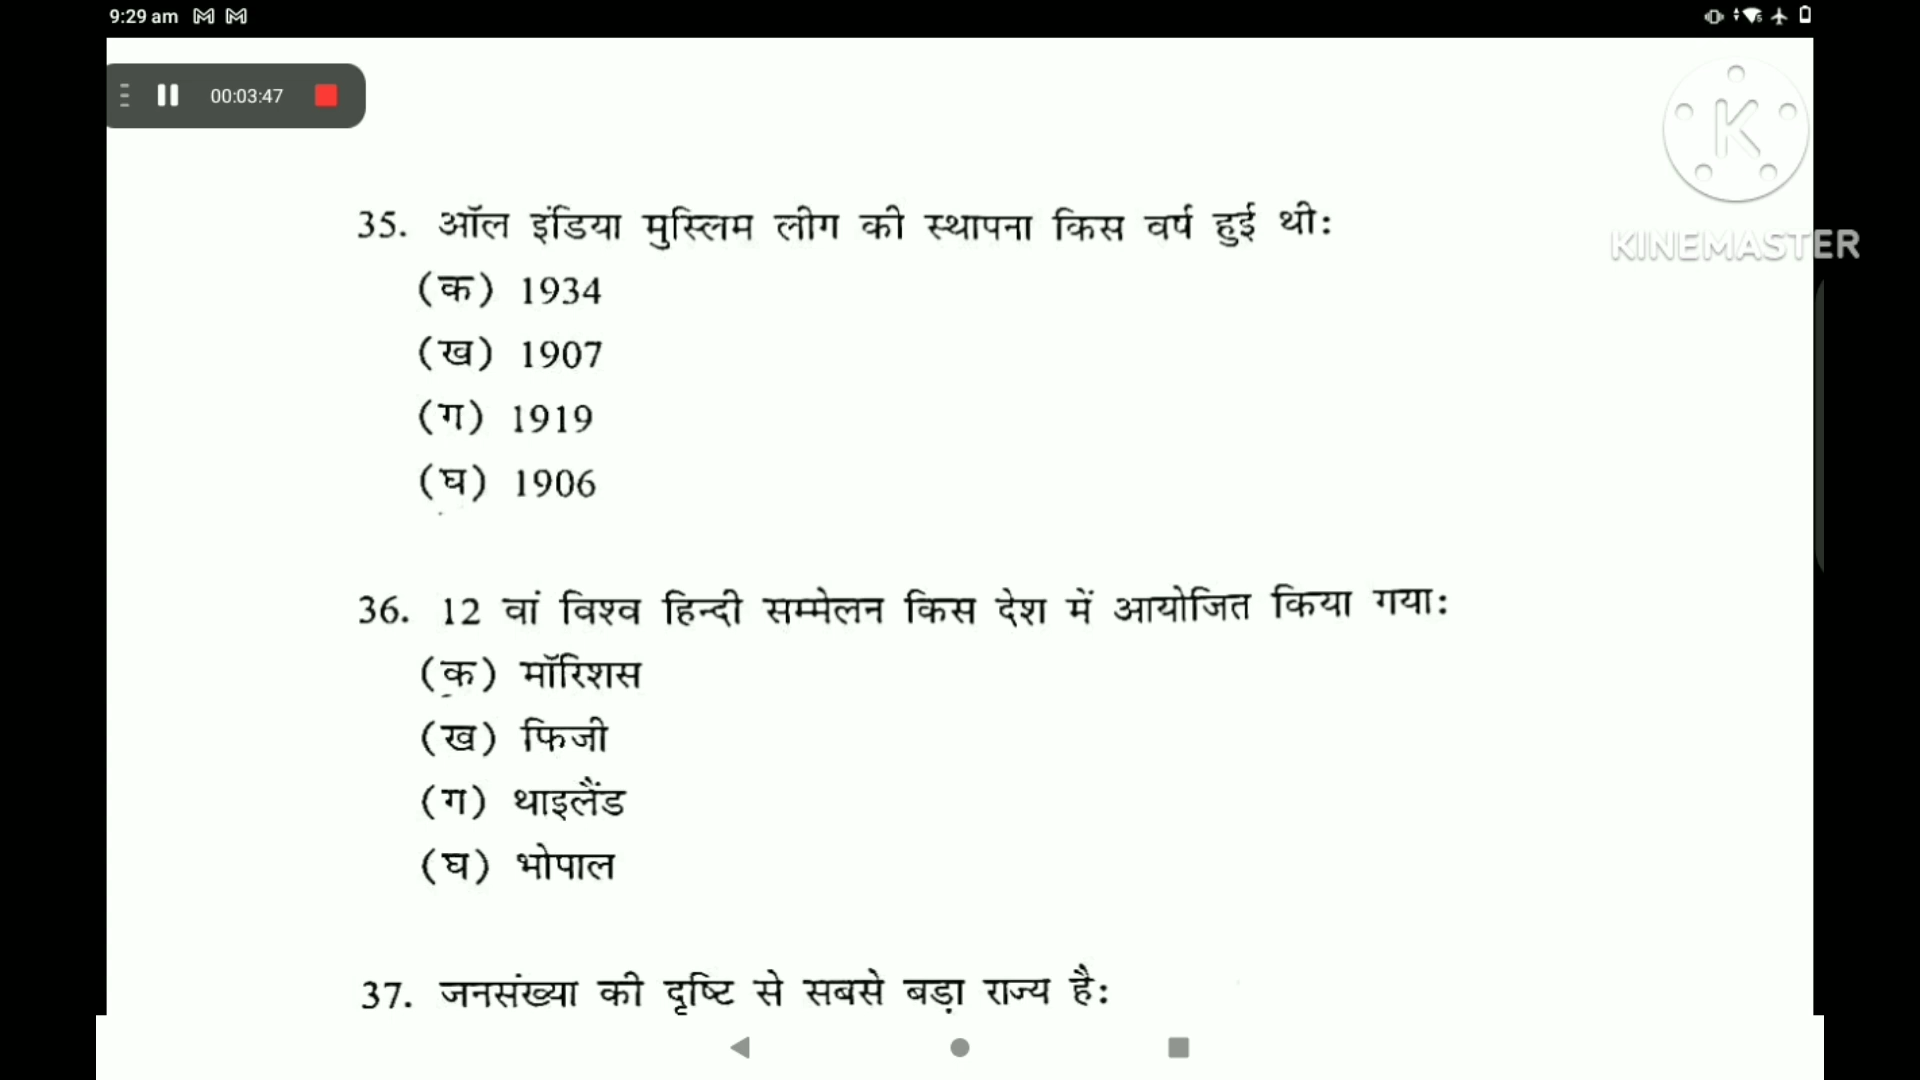 9:29 am
00:03:47
K
KINEMASTER
35. ऑल इंडिया मुस्लिम लीग की स्थापना किस वर्ष हुई थी:
(क) 1934
(ख) 1907
(ग) 1919
(घ) 1906
36. 12 वां विश्व हिन्दी सम्मेलन किस देश में आयोजित किया गया:
(क) मॉरिशस
(ख) फिजी
(ग) थाइलैंड
(घ) भोपाल
37. जनसंख्या की दृष्टि से सबसे बड़ा राज्य है: